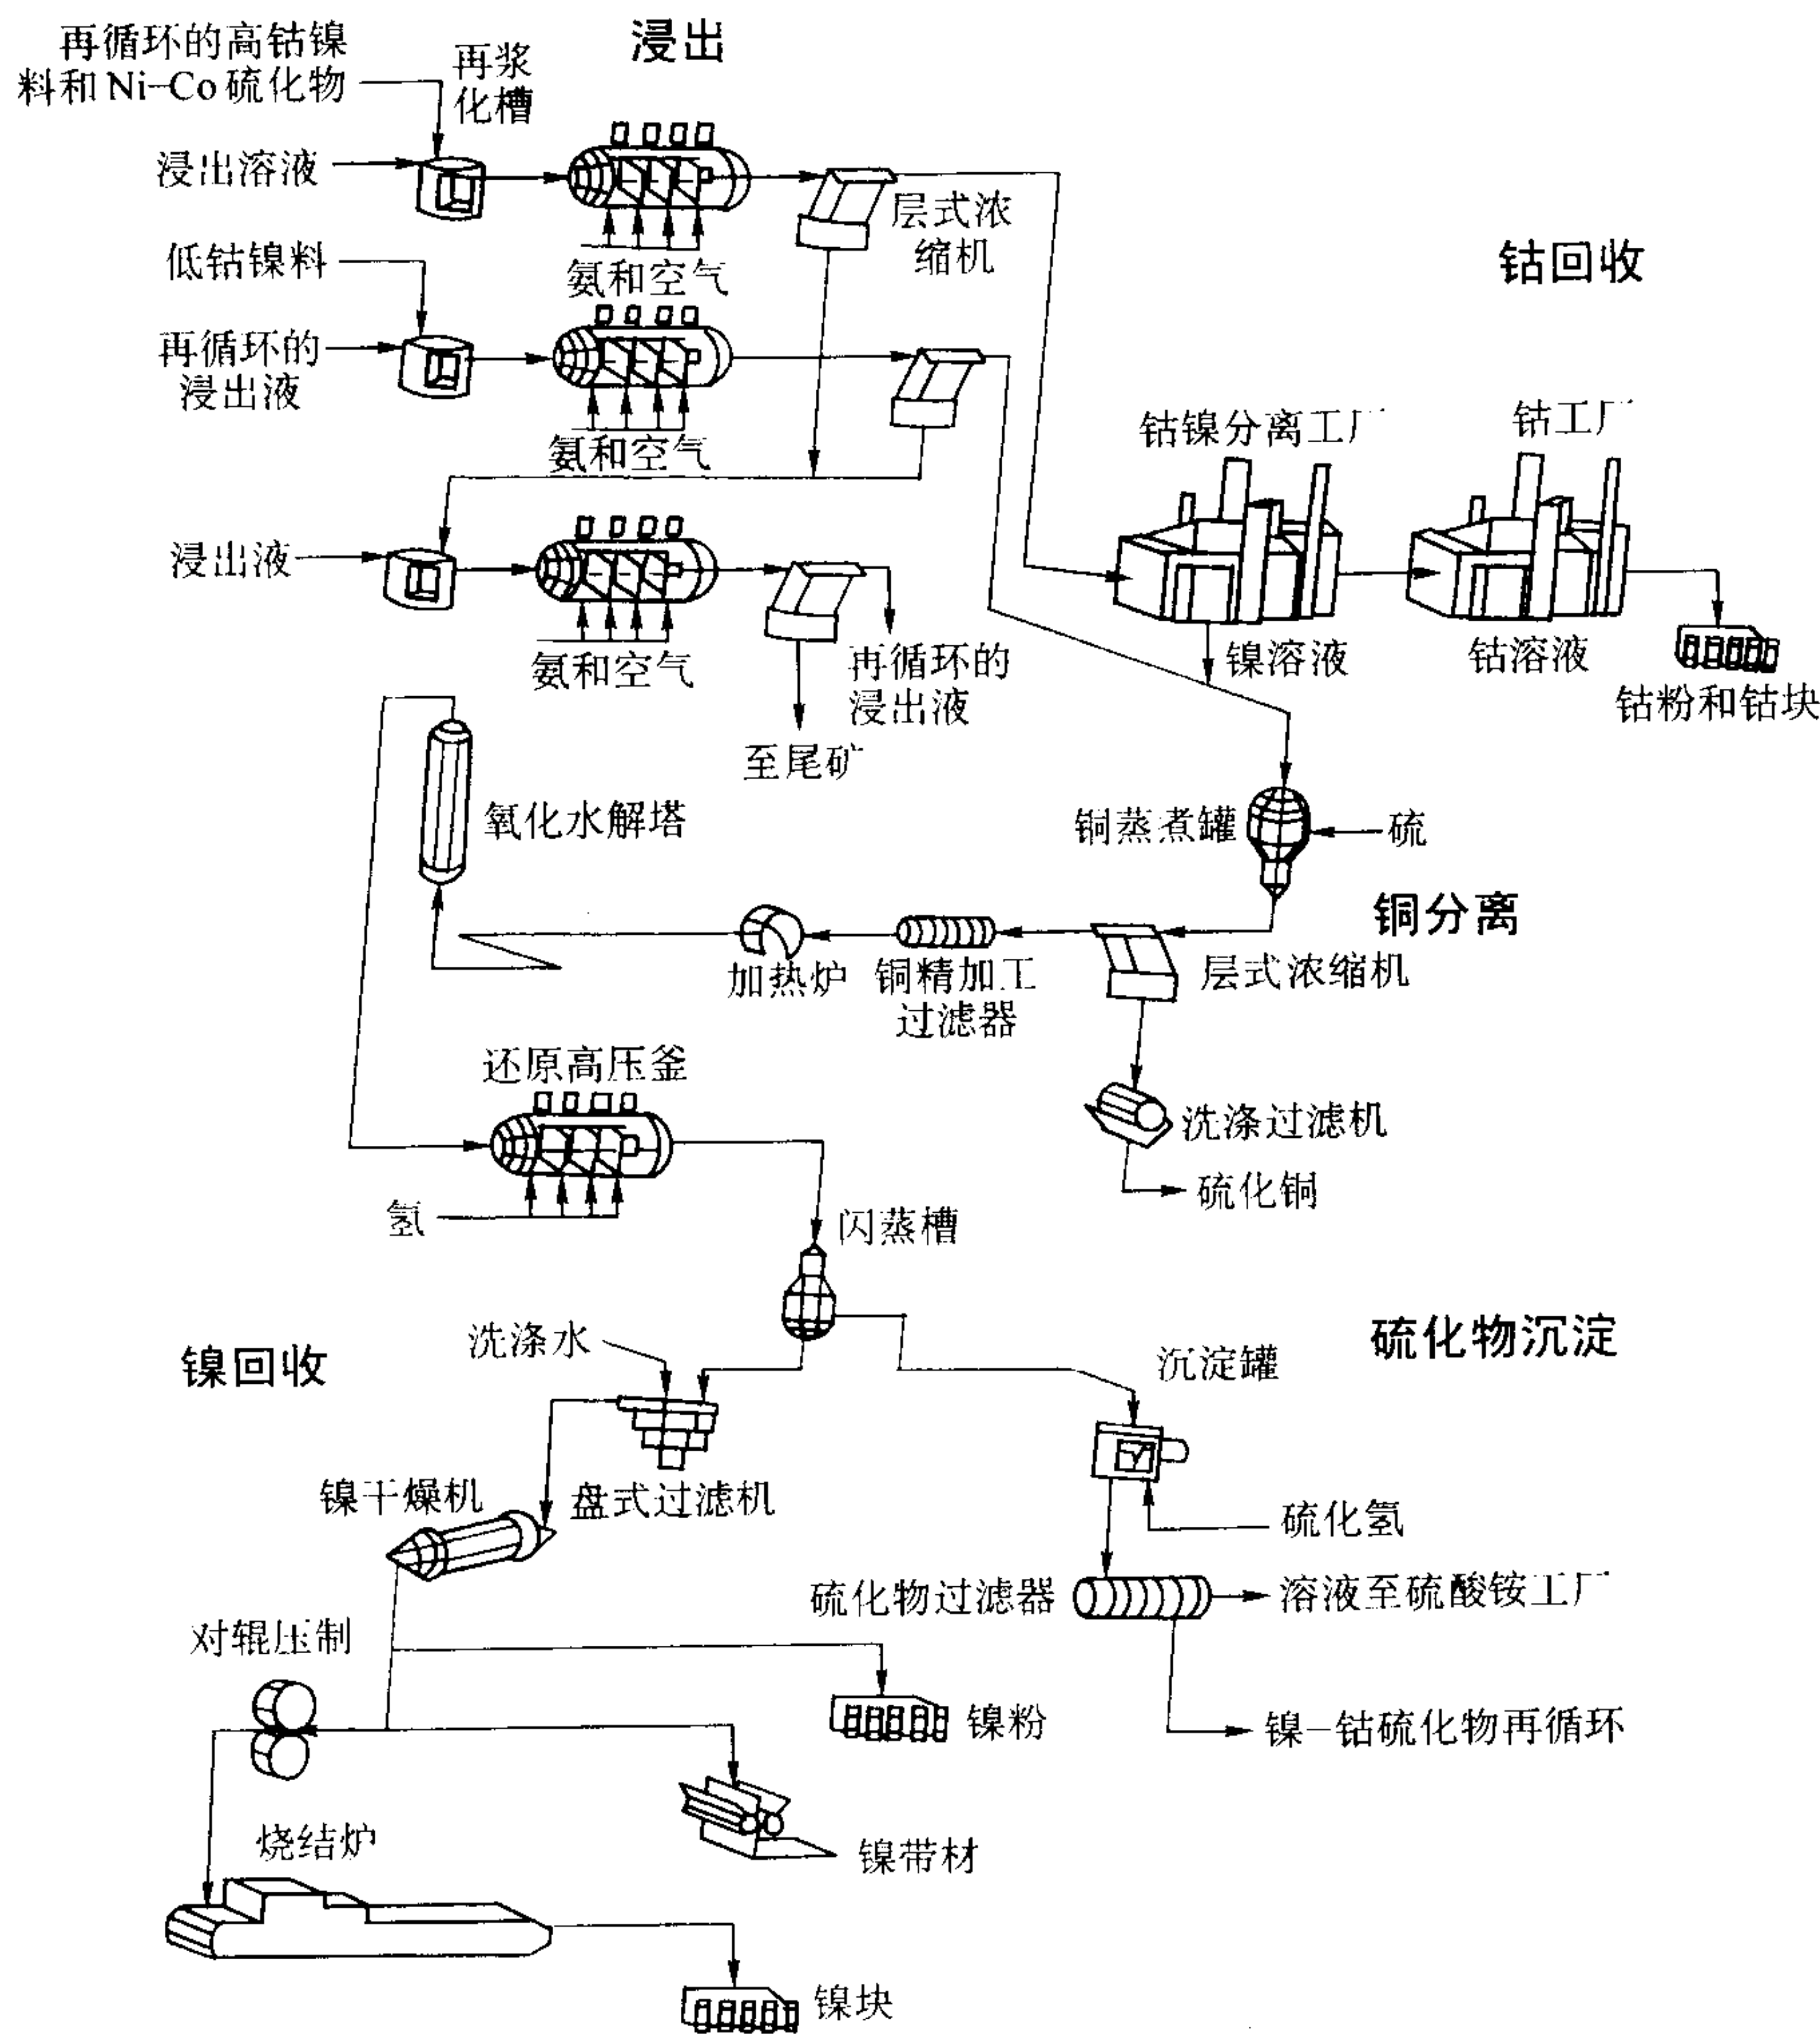 浸出
再循环的高钴镍
料和Ni-Co硫化物
再浆
化槽
浸出溶液
层式浓
缩机
氨和空气
低钴镍料
钴回收
再循环的
浸出液
氨和空气
钴镍分离工厂
钴工厂
浸出液
氨和空气
再循环的
浸出液
至尾矿
镍溶液
钴溶液
钴粉和钴块
氧化水解塔
铜蒸煮罐
硫
铜分离
加热炉
铜精加工
过滤器
层式浓缩机
还原高压釜
洗涤过滤机
硫化铜
氢
闪蒸槽
洗涤水
镍回收
硫化物沉淀
沉淀罐
镍干燥机
盘式过滤机
硫化氢
硫化物过滤器
溶液至硫酸铵工厂
对辊压制
镍粉
镍-钴硫化物再循环
烧结炉
镍带材
镍块